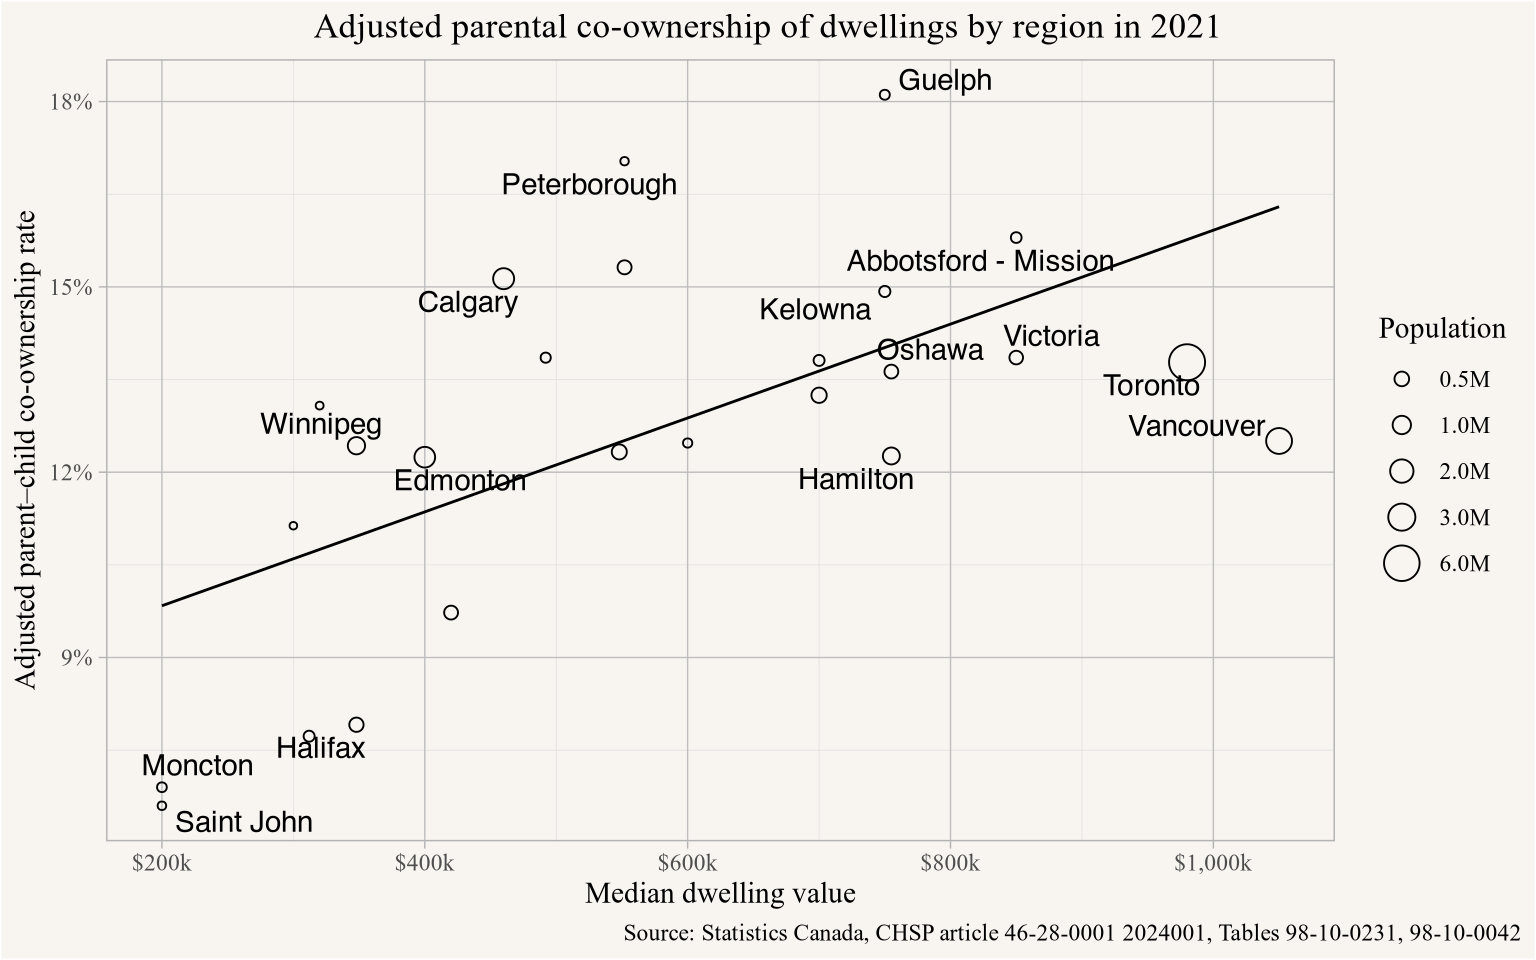 Adjusted parental co-ownership of dwellings by region in 2021
Adjusted parent–child co-ownership rate
18%
15%
12%
9%
Guelph
Peterborough
Abbotsford - Mission
Calgary
Kelowna
Victoria
Oshawa
Toronto
Winnipeg
Vancouver
Edmonton
Hamilton
Halifax
Moncton
Saint John
$200k
$400k
$600k
$800k
$1,000k
Median dwelling value
Population
0.5M
1.0M
2.0M
3.0M
6.0M
Source: Statistics Canada, CHSP article 46-28-0001 2024001, Tables 98-10-0231, 98-10-0042